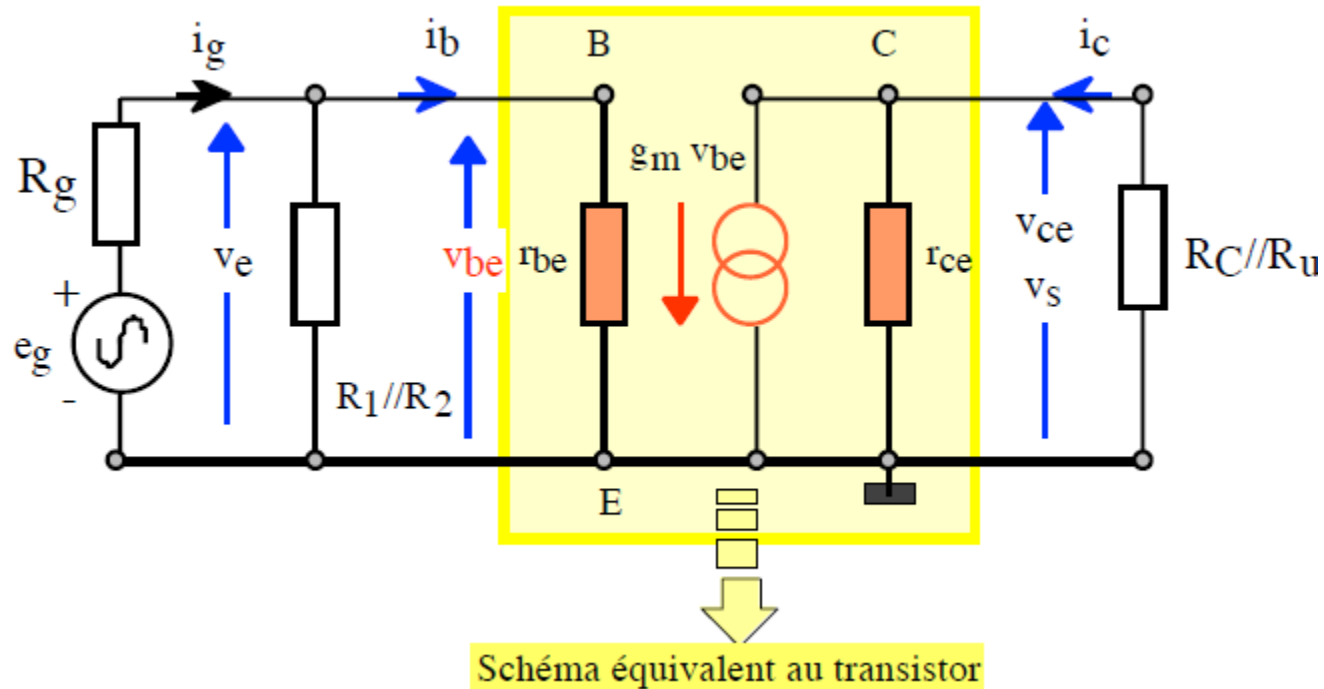 ig
ib
B
C
ic
Rg
ve
vbe
rbe
gm vbe
rce
vce
vs
RC//Ru
+
eg
-
R1//R2
E
Schéma équivalent au transistor